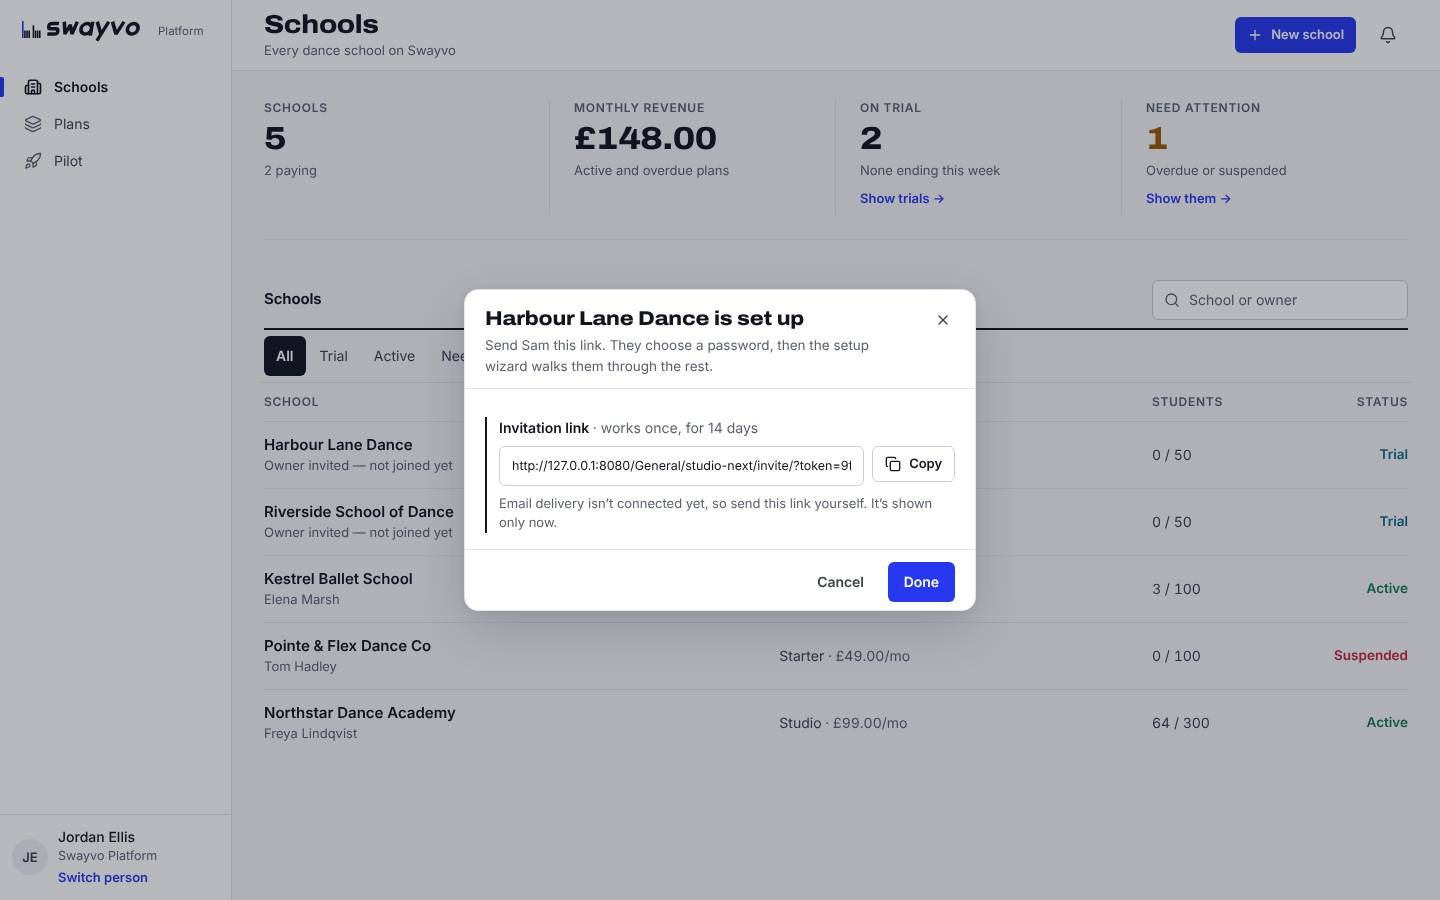 swayvo Platform
Schools
Plans
Pilot
Jordan Ellis
Swayvo Platform
Switch person
JE
Schools
Every dance school on Swayvo
New school
SCHOOLS
5
2 paying
MONTHLY REVENUE
£148.00
Active and overdue plans
ON TRIAL
2
None ending this week
Show trials →
NEED ATTENTION
1
Overdue or suspended
Show them →
Schools
School or owner
All Trial Active
SCHOOL STUDENTS STATUS
Harbour Lane Dance
Owner invited — not joined yet
0 / 50
Trial
Riverside School of Dance
Owner invited — not joined yet
0 / 50
Trial
Kestrel Ballet School
Elena Marsh
3 / 100
Active
Pointe & Flex Dance Co
Tom Hadley
Starter · £49.00/mo
0 / 100
Suspended
Northstar Dance Academy
Freya Lindqvist
Studio · £99.00/mo
64 / 300
Active
Harbour Lane Dance is set up
Send Sam this link. They choose a password, then the setup
wizard walks them through the rest.
Invitation link · works once, for 14 days
http://127.0.0.1:8080/General/studio-next/invite/?token=9
Copy
Email delivery isn’t connected yet, so send this link yourself. It’s shown
only now.
Cancel
Done